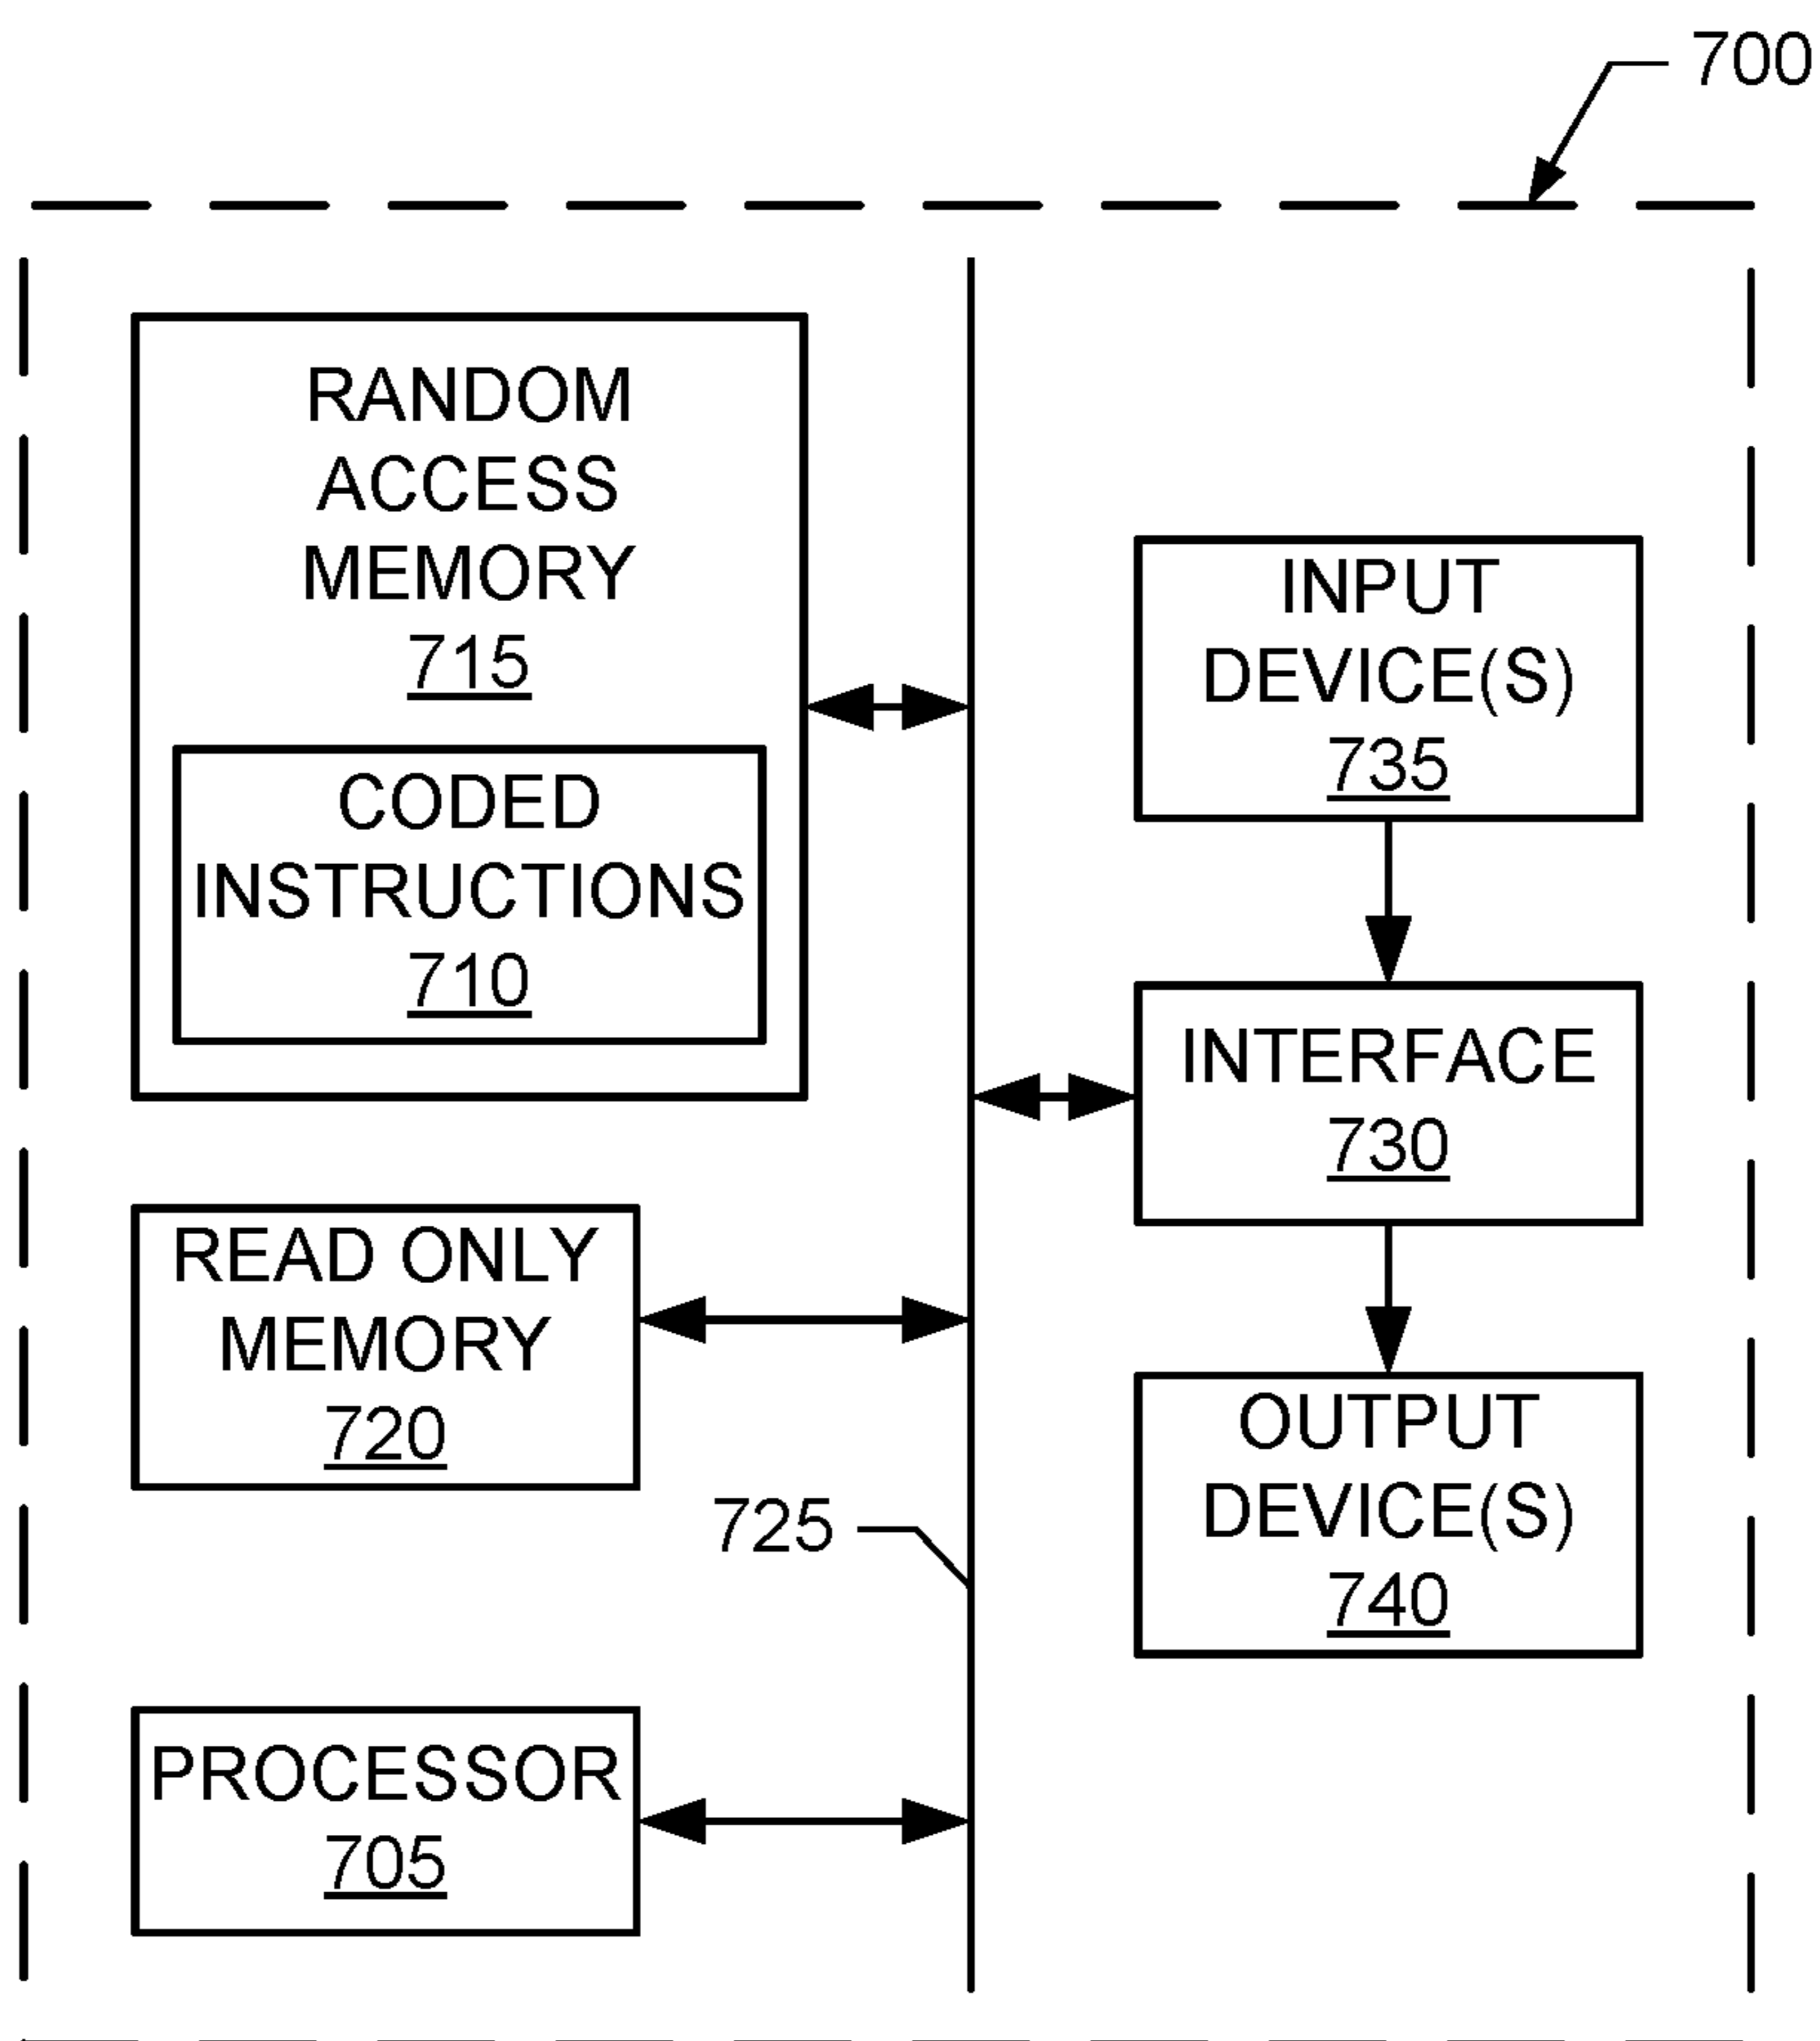 700
RANDOM
ACCESS
MEMORY
715
CODED
INSTRUCTIONS
710
INPUT
DEVICE(S)
735
INTERFACE
730
READ ONLY
MEMORY
720
OUTPUT
DEVICE(S)
740
725
PROCESSOR
705